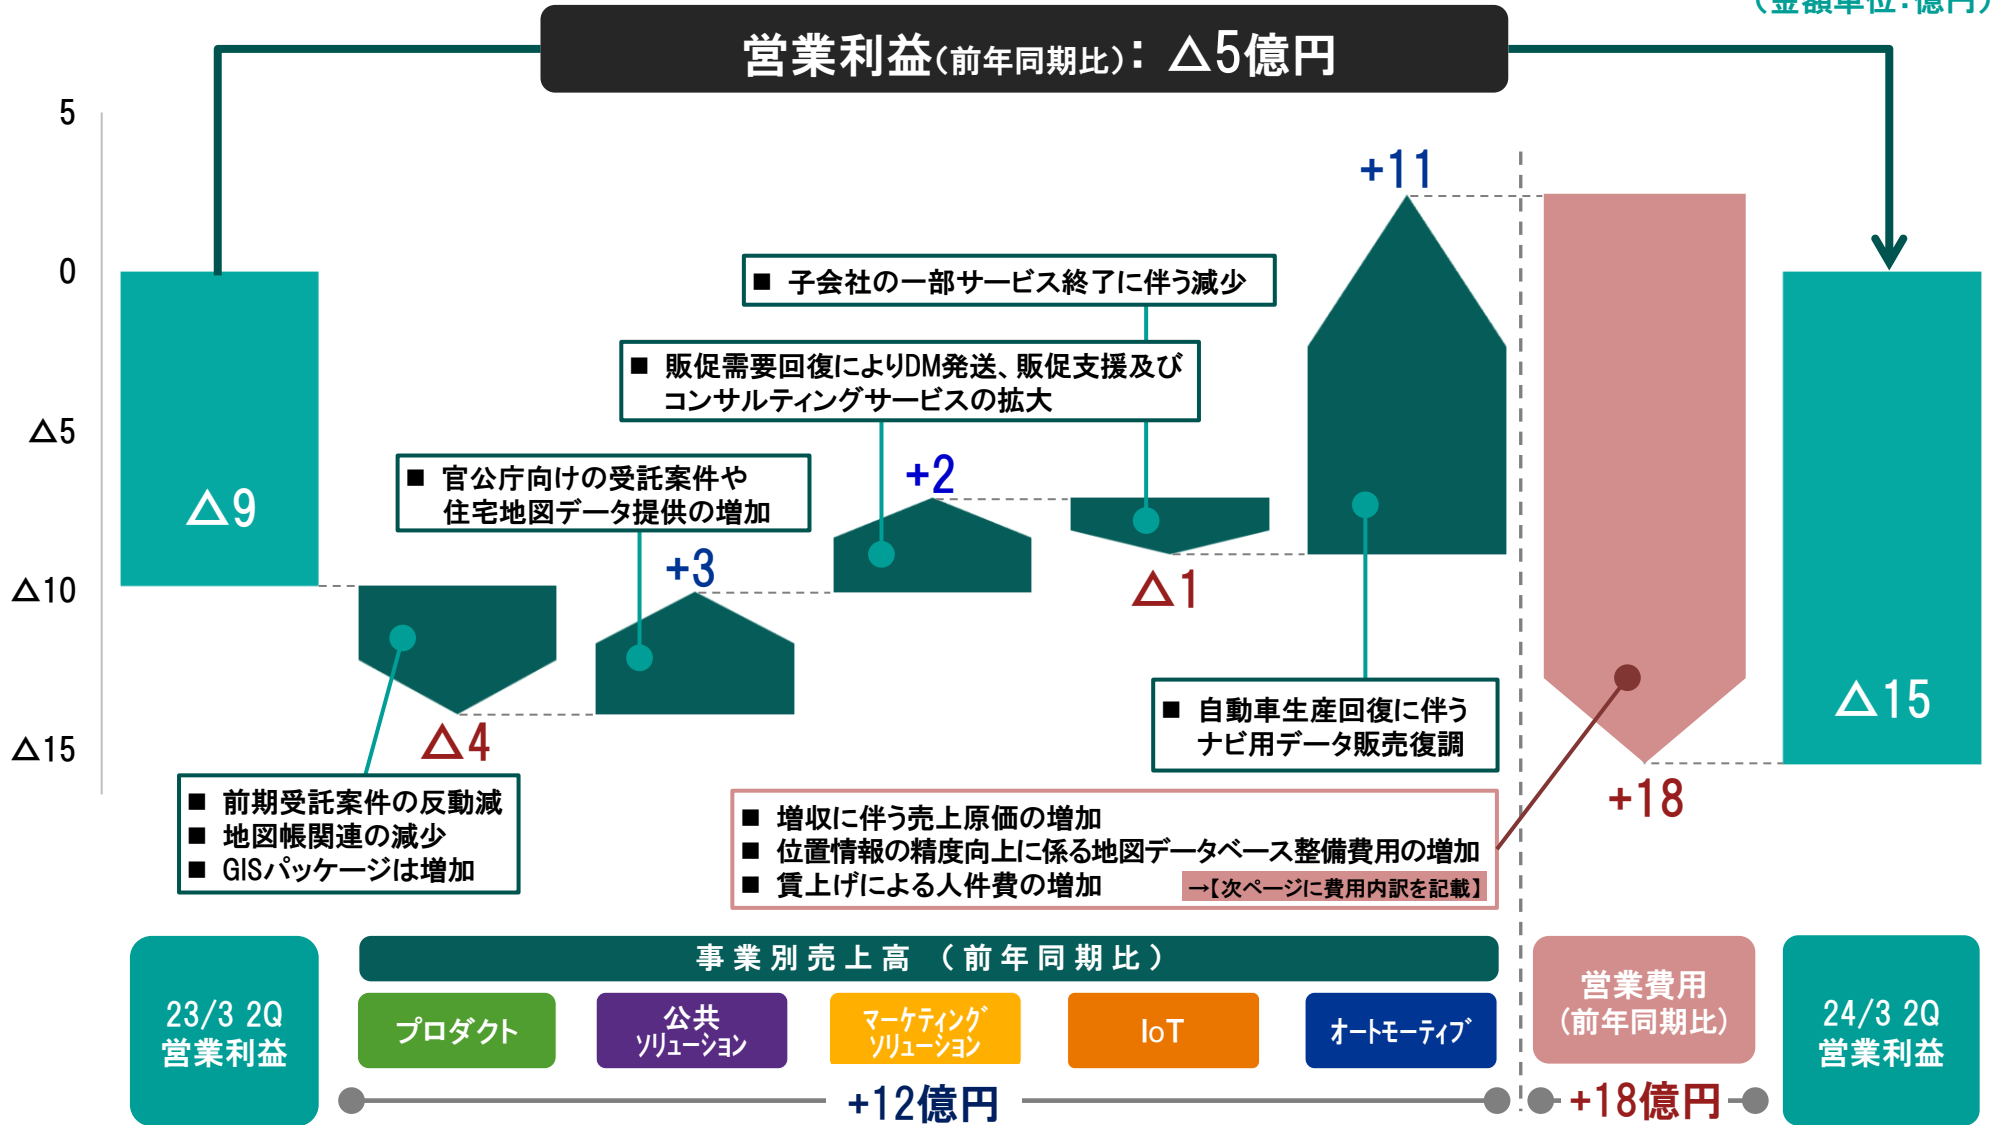 (金額単位:億円)
営業利益(前年同期比): △5億円
5
0
△5
△10
△15
△9
△4
+3
+2
△1
+11
+18
△15
■ 子会社の一部サービス終了に伴う減少
■ 販促需要回復によりDM発送、販促支援及び
コンサルティングサービスの拡大
■ 官公庁向けの受託案件や
住宅地図データ提供の増加
■ 自動車生産回復に伴う
ナビ用データ販売復調
■ 前期受託案件の反動減
■ 地図帳関連の減少
■ GISパッケージは増加
■ 増収に伴う売上原価の増加
■ 位置情報の精度向上に係る地図データベース整備費用の増加
■ 賃上げによる人件費の増加 →【次ページに費用内訳を記載】
23/3 2Q
営業利益
事業別売上高(前年同期比)
プロダクト
公共
ソリューション
マーケティング
ソリューション
IoT
オートモーティブ
営業費用
(前年同期比)
24/3 2Q
営業利益
+12億円
+18億円